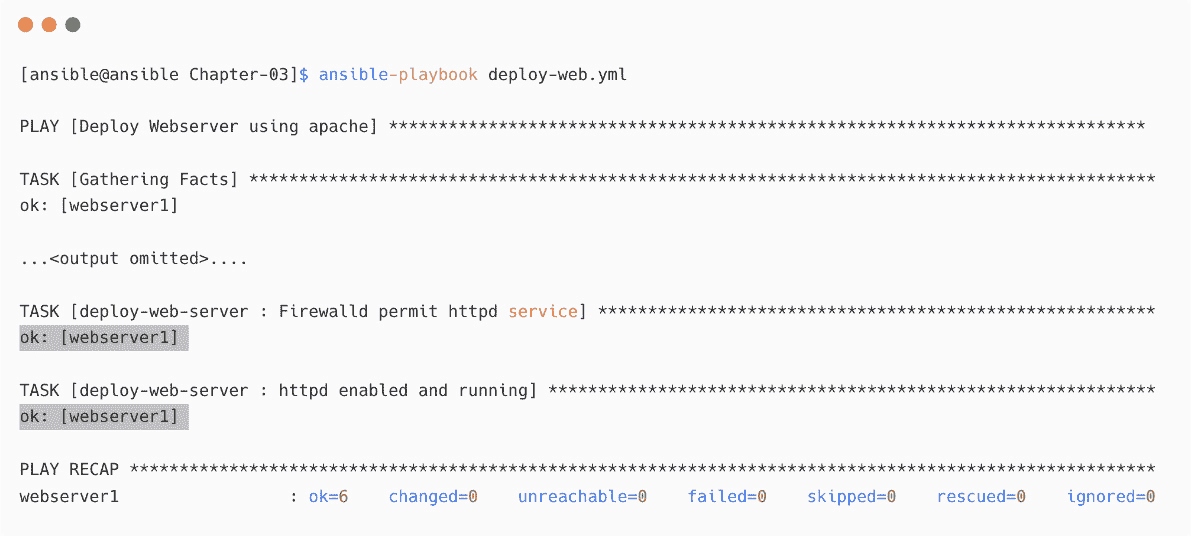 [ansible@ansible Chapter-03]$ ansible-playbook deploy-web.yml
PLAY [Deploy Webserver using apache] ****************************************************************************
TASK [Gathering Facts] *******************************************************************************************
ok: [webserver1]
...<output omitted>....
TASK [deploy-web-server : Firewalld permit httpd service] ********************************************************
ok: [webserver1]
TASK [deploy-web-server : httpd enabled and running] *************************************************************
ok: [webserver1]
PLAY RECAP *******************************************************************************************************
webserver1                 : ok=6    changed=0    unreachable=0    failed=0    skipped=0    rescued=0    ignored=0